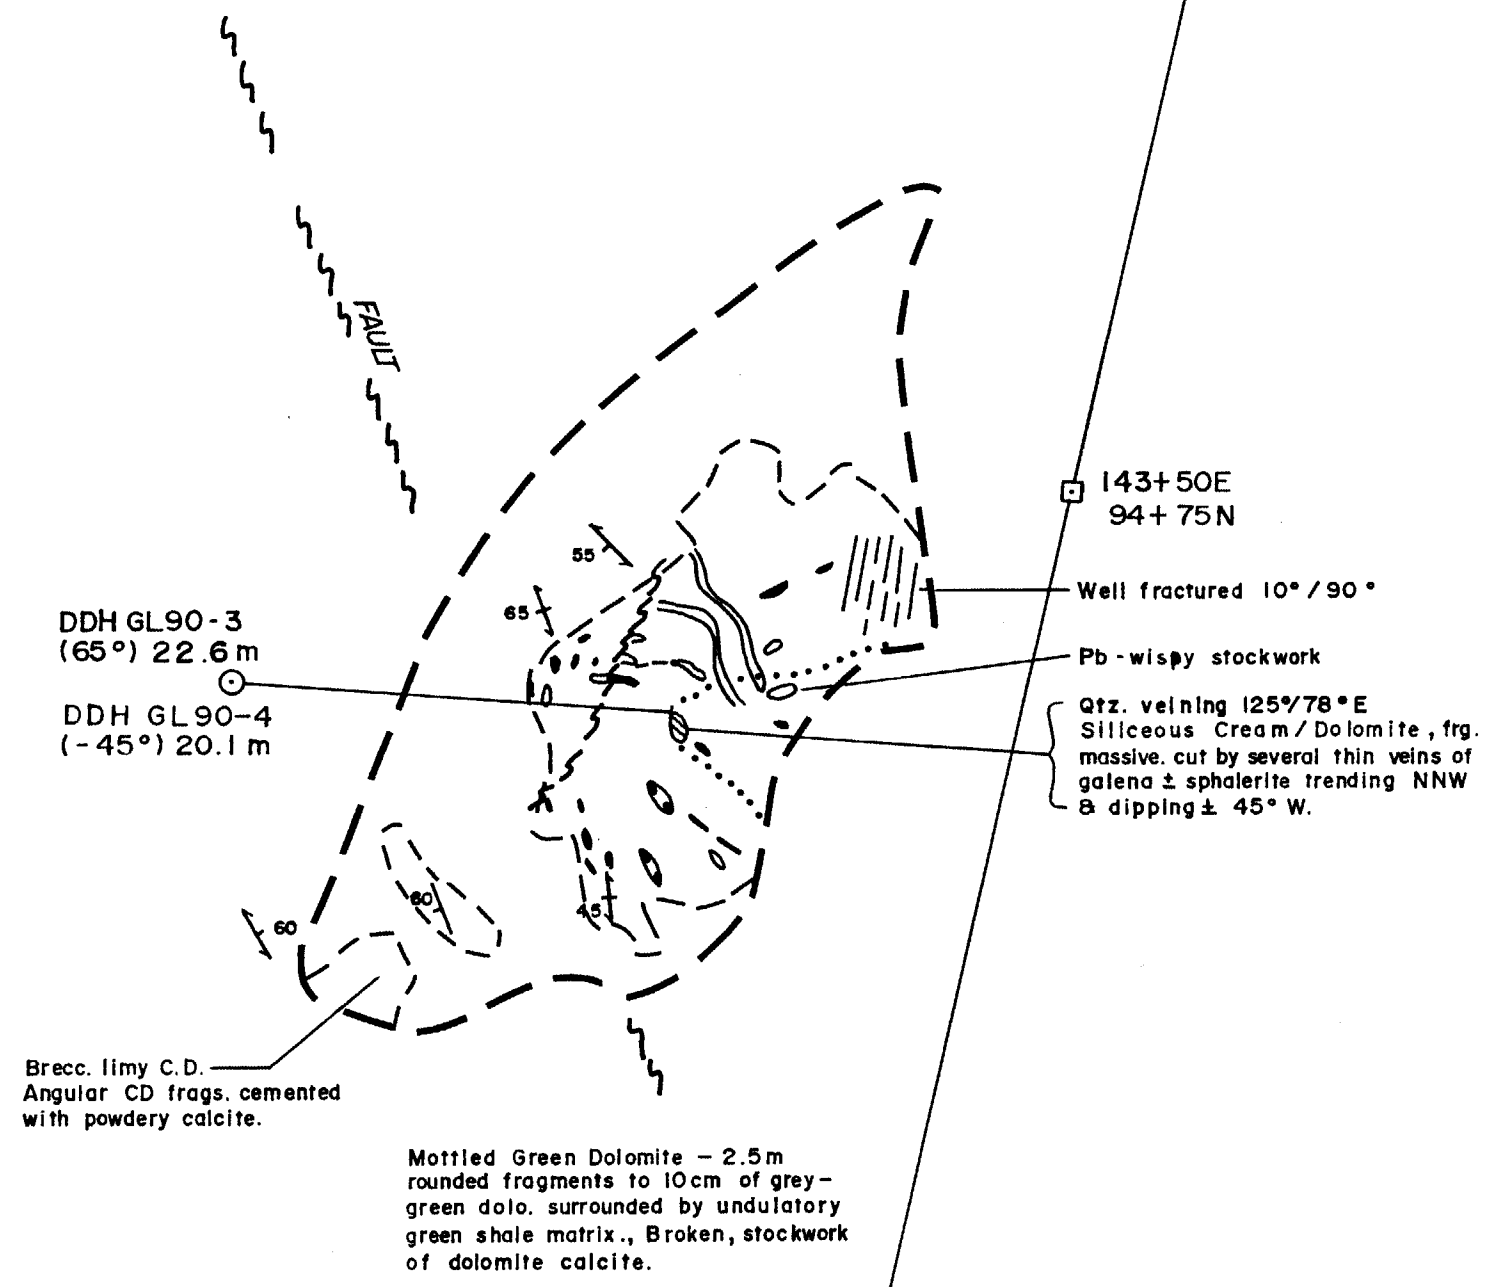 FAULT
143+50E
94+75N
55
65
Well fractured 10°/90°
DDH GL90-3
(65°) 22.6m
Pb-wispy stockwork
DDH GL90-4
(-45°) 20.1m
Qtz. veining 125°/78°E
Siliceous Cream/Dolomite, frg.
massive. cut by several thin veins of
galena ± sphalerite trending NNW
& dipping ± 45° W.
60
45
60
Brecc. limy C.D.
Angular CD frags. cemented
with powdery calcite.
Mottled Green Dolomite - 2.5m
rounded fragments to 10cm of grey-
green dolo. surrounded by undulatory
green shale matrix., Broken, stockwork
of dolomite calcite.